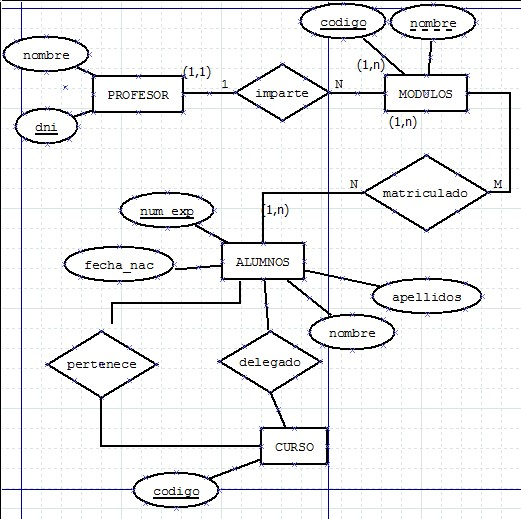 codigo
nombre
nombre
(1,1)
(1,n)
PROFESOR
1
imparte
N
MODULOS
dni
(1,n)
N
matriculado
M
num_exp
(1,n)
fecha_nac
ALUMNOS
apellidos
nombre
pertenece
delegado
CURSO
codigo